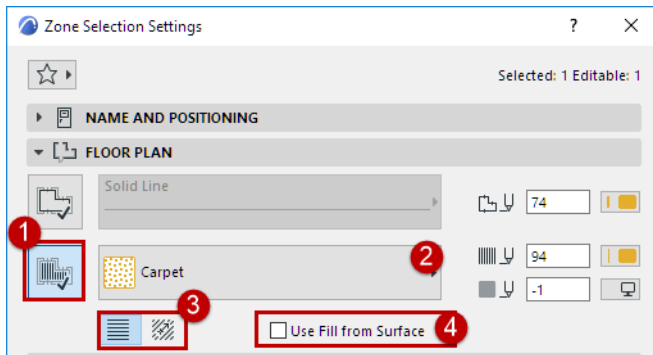 Zone Selection Settings ?
Selected: 1 Editable: 1
NAME AND POSITIONING
FLOOR PLAN
Solid Line
74
1
2
94
Carpet
-1
3
Use Fill from Surface 4